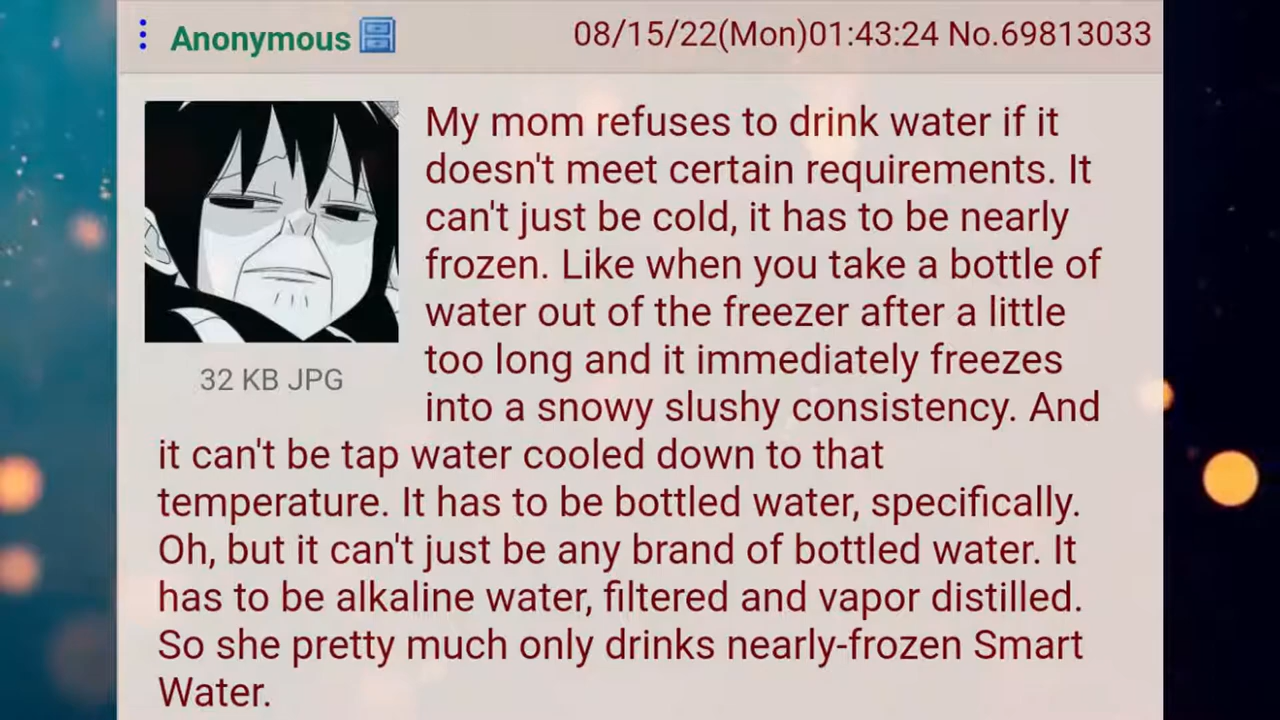 Anonymous
08/15/22(Mon)01:43:24 No.69813033
32 KB JPG
My mom refuses to drink water if it
doesn't meet certain requirements. It
can't just be cold, it has to be nearly
frozen. Like when you take a bottle of
water out of the freezer after a little
too long and it immediately freezes
into a snowy slushy consistency. And
it can't be tap water cooled down to that
temperature. It has to be bottled water, specifically.
Oh, but it can't just be any brand of bottled water. It
has to be alkaline water, filtered and vapor distilled.
So she pretty much only drinks nearly-frozen Smart
Water.